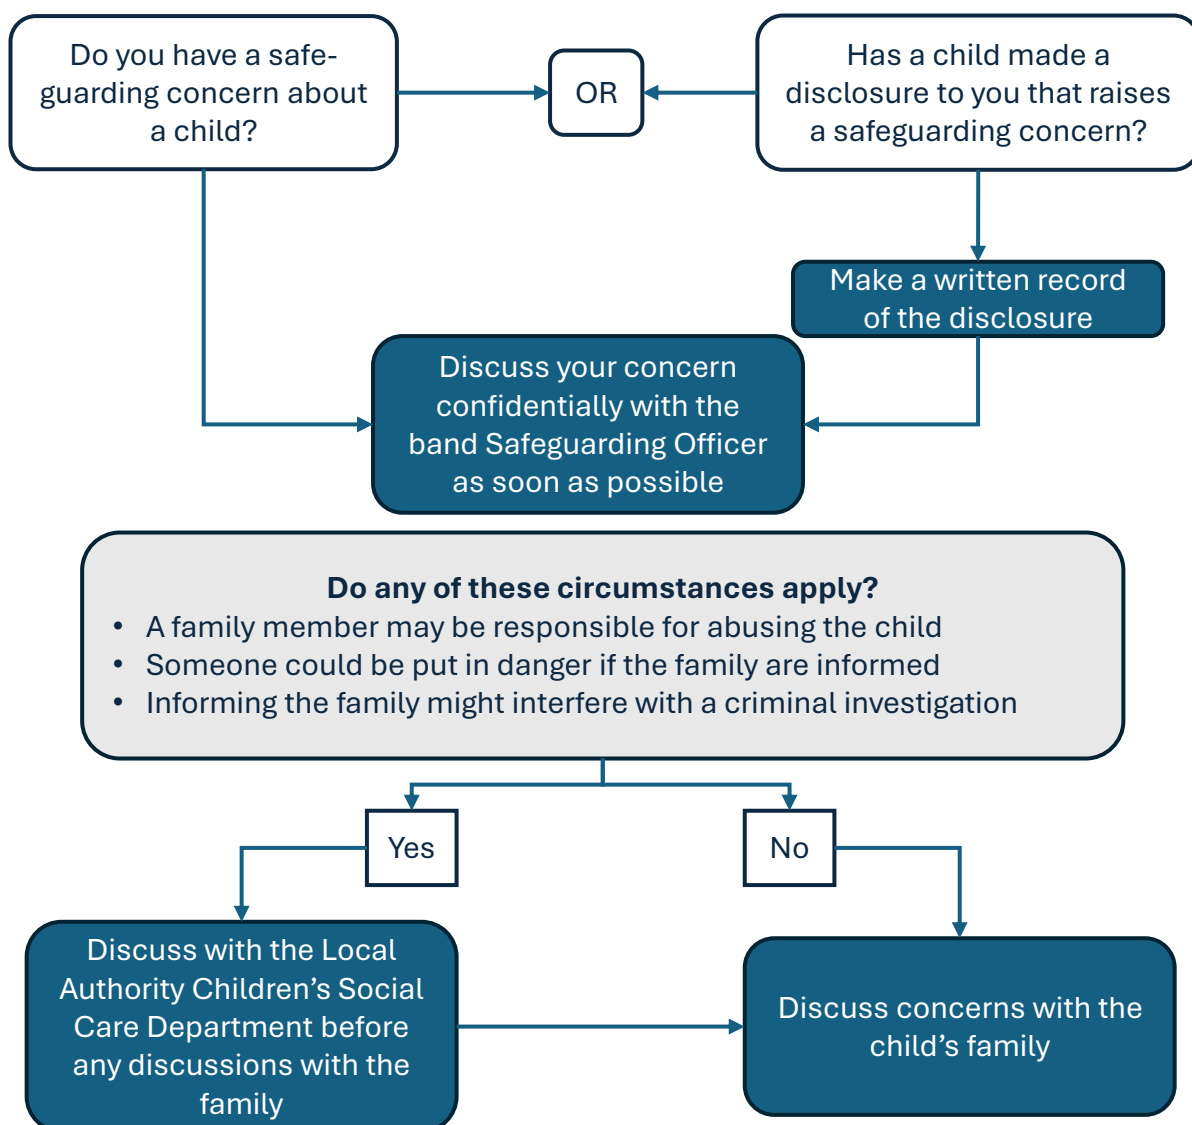 Do you have a safe-
guarding concern about
a child?
OR
Has a child made a
disclosure to you that raises
a safeguarding concern?
Make a written record
of the disclosure
Discuss your concern
confidentially with the
band Safeguarding Officer
as soon as possible
Do any of these circumstances apply?
• A family member may be responsible for abusing the child
• Someone could be put in danger if the family are informed
• Informing the family might interfere with a criminal investigation
Yes
No
Discuss with the Local
Authority Children’s Social
Care Department before
any discussions with the
family
Discuss concerns with the
child’s family